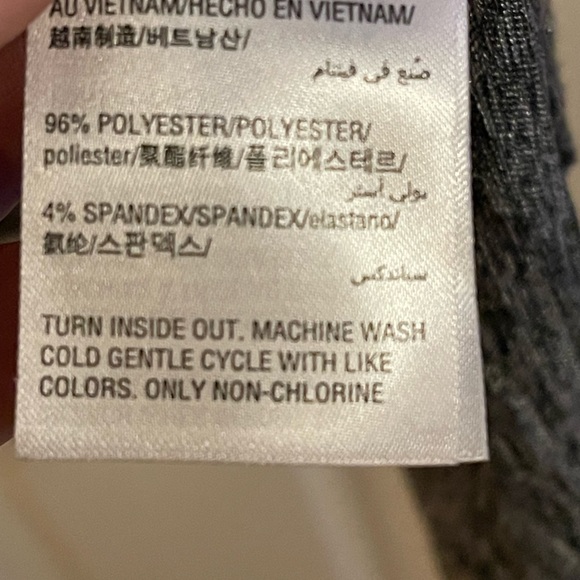 AU VIETNAM/HECHO EN VIETNAM/
越南制造/베트남산/
صُنع في فيتنام
96% POLYESTER/POLYESTER/
poliester/聚酯纤维/폴리에스테르/
بولي أستر
4% SPANDEX/SPANDEX/elastano/
氨纶/스판덱스/
سباندكس
TURN INSIDE OUT. MACHINE WASH
COLD GENTLE CYCLE WITH LIKE
COLORS. ONLY NON-CHLORINE